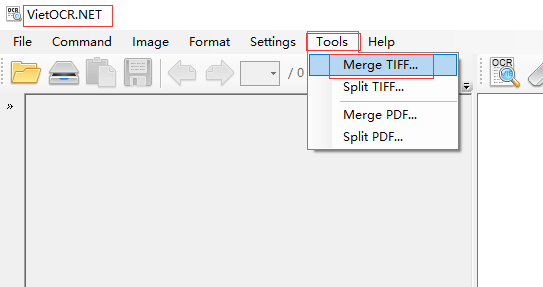 VietOCR.NET
File Command Image Format Settings Tools Help
/ 0
OCR
Merge TIFF...
Split TIFF...
Merge PDF...
Split PDF...
»